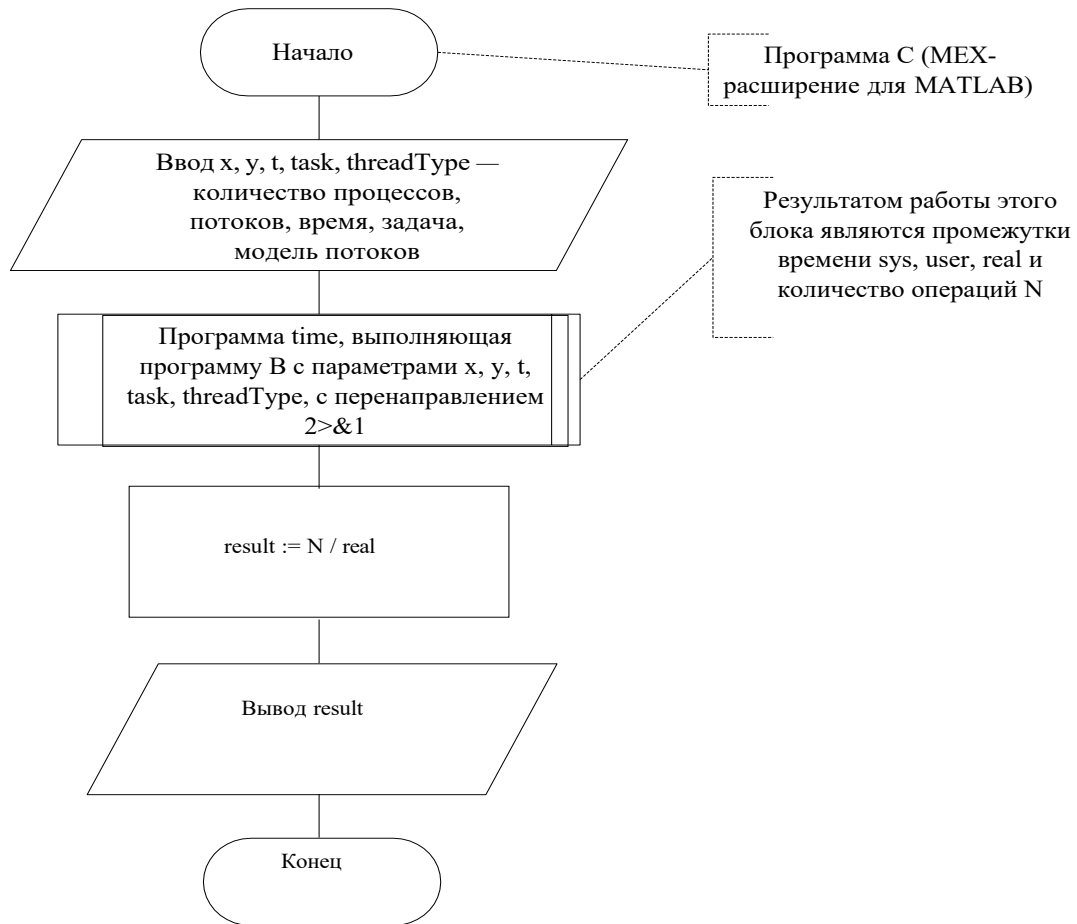 Начало
Программа C (MEX-
расширение для MATLAB)
Ввод x, y, t, task, threadType —
количество процессов,
потоков, время, задача,
модель потоков
Результатом работы этого
блока являются промежутки
времени sys, user, real и
количество операций N
Программа time, выполняющая
программу B с параметрами x, y, t,
task, threadType, с перенаправлением
2>&1
result := N / real
Вывод result
Конец